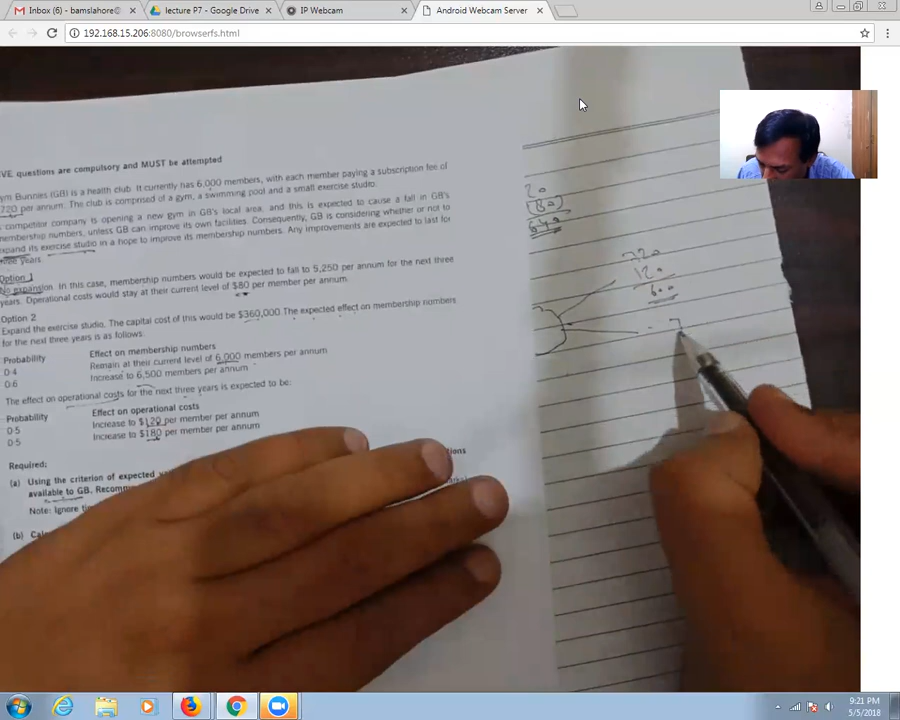 Inbox (6) - bamslahore@
lecture P7 - Google Drive
IP Webcam
Android Webcam Server
192.168.15.206:8080/browserfs.html
VE questions are compulsory and MUST be attempted
ym Bunnies (GB) is a health club. It currently has 6,000 members, with each member paying a subscription fee of
720 per annum. The club is comprised of a gym, a swimming pool and a small exercise studio.
competitor company is opening a new gym in GB's local area, and this is expected to cause a fall in GB's
membership numbers, unless GB can improve its own facilities. Consequently, GB is considering whether or not to
expand its exercise studio in a hope to improve its membership numbers. Any improvements are expected to last for
three years.
Option 1
No expansion. In this case, membership numbers would be expected to fall to 5,250 per annum for the next three
years. Operational costs would stay at their current level of $80 per member per annum.
Option 2
Expand the exercise studio. The capital cost of this would be $360,000. The expected effect on membership numbers
for the next three years is as follows:
Probability Effect on membership numbers
0·4 Remain at their current level of 6,000 members per annum
0·6 Increase to 6,500 members per annum
The effect on operational costs for the next three years is expected to be:
Probability Effect on operational costs
0·5 Increase to $120 per member per annum
0·5 Increase to $180 per member per annum
Required:
(a) Using the criterion of expected
available to GB. Recom
Note: Ignore
(b)
20
(80)
640
720
120
600
7
9:21 PM
5/5/2018